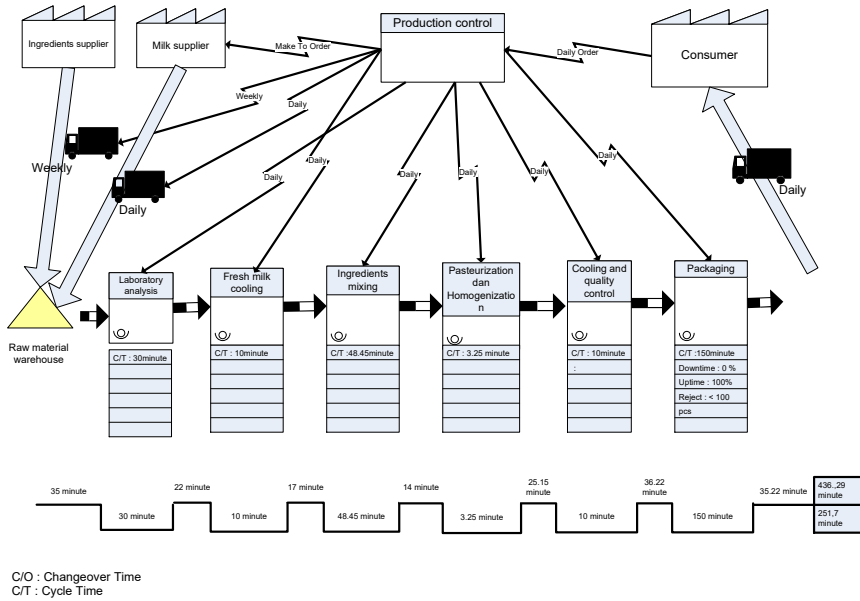 Ingredients supplier
Milk supplier
Make To Order
Production control
Daily Order
Consumer
Weekly
Daily
Weekly
Daily
Daily
Daily
Daily
Daily
Daily
Daily
Daily
Raw material
warehouse
Laboratory
analysis
Fresh milk
cooling
Ingredients
mixing
Pasteurization
dan
Homogenizatio
n
Cooling and
quality
control
Packaging
C/T : 30minute
C/T : 10minute
C/T :48.45minute
C/T : 3.25 minute
C/T : 10minute
:
C/T :150minute
Downtime : 0 %
Uptime : 100%
Reject : < 100
pcs
35 minute
30 minute
22 minute
10 minute
17 minute
48.45 minute
14 minute
3.25 minute
25.15
minute
10 minute
36.22
minute
150 minute
35.22 minute
436.,29
minute
251,7
minute
C/O : Changeover Time
C/T : Cycle Time